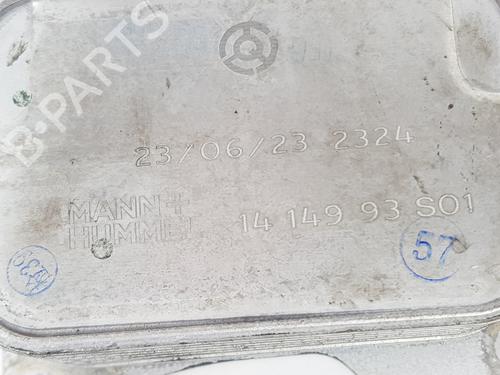 B-PARTS
23/06/23 2324
MANN+
HUMMEL
14 149 93 S01
57